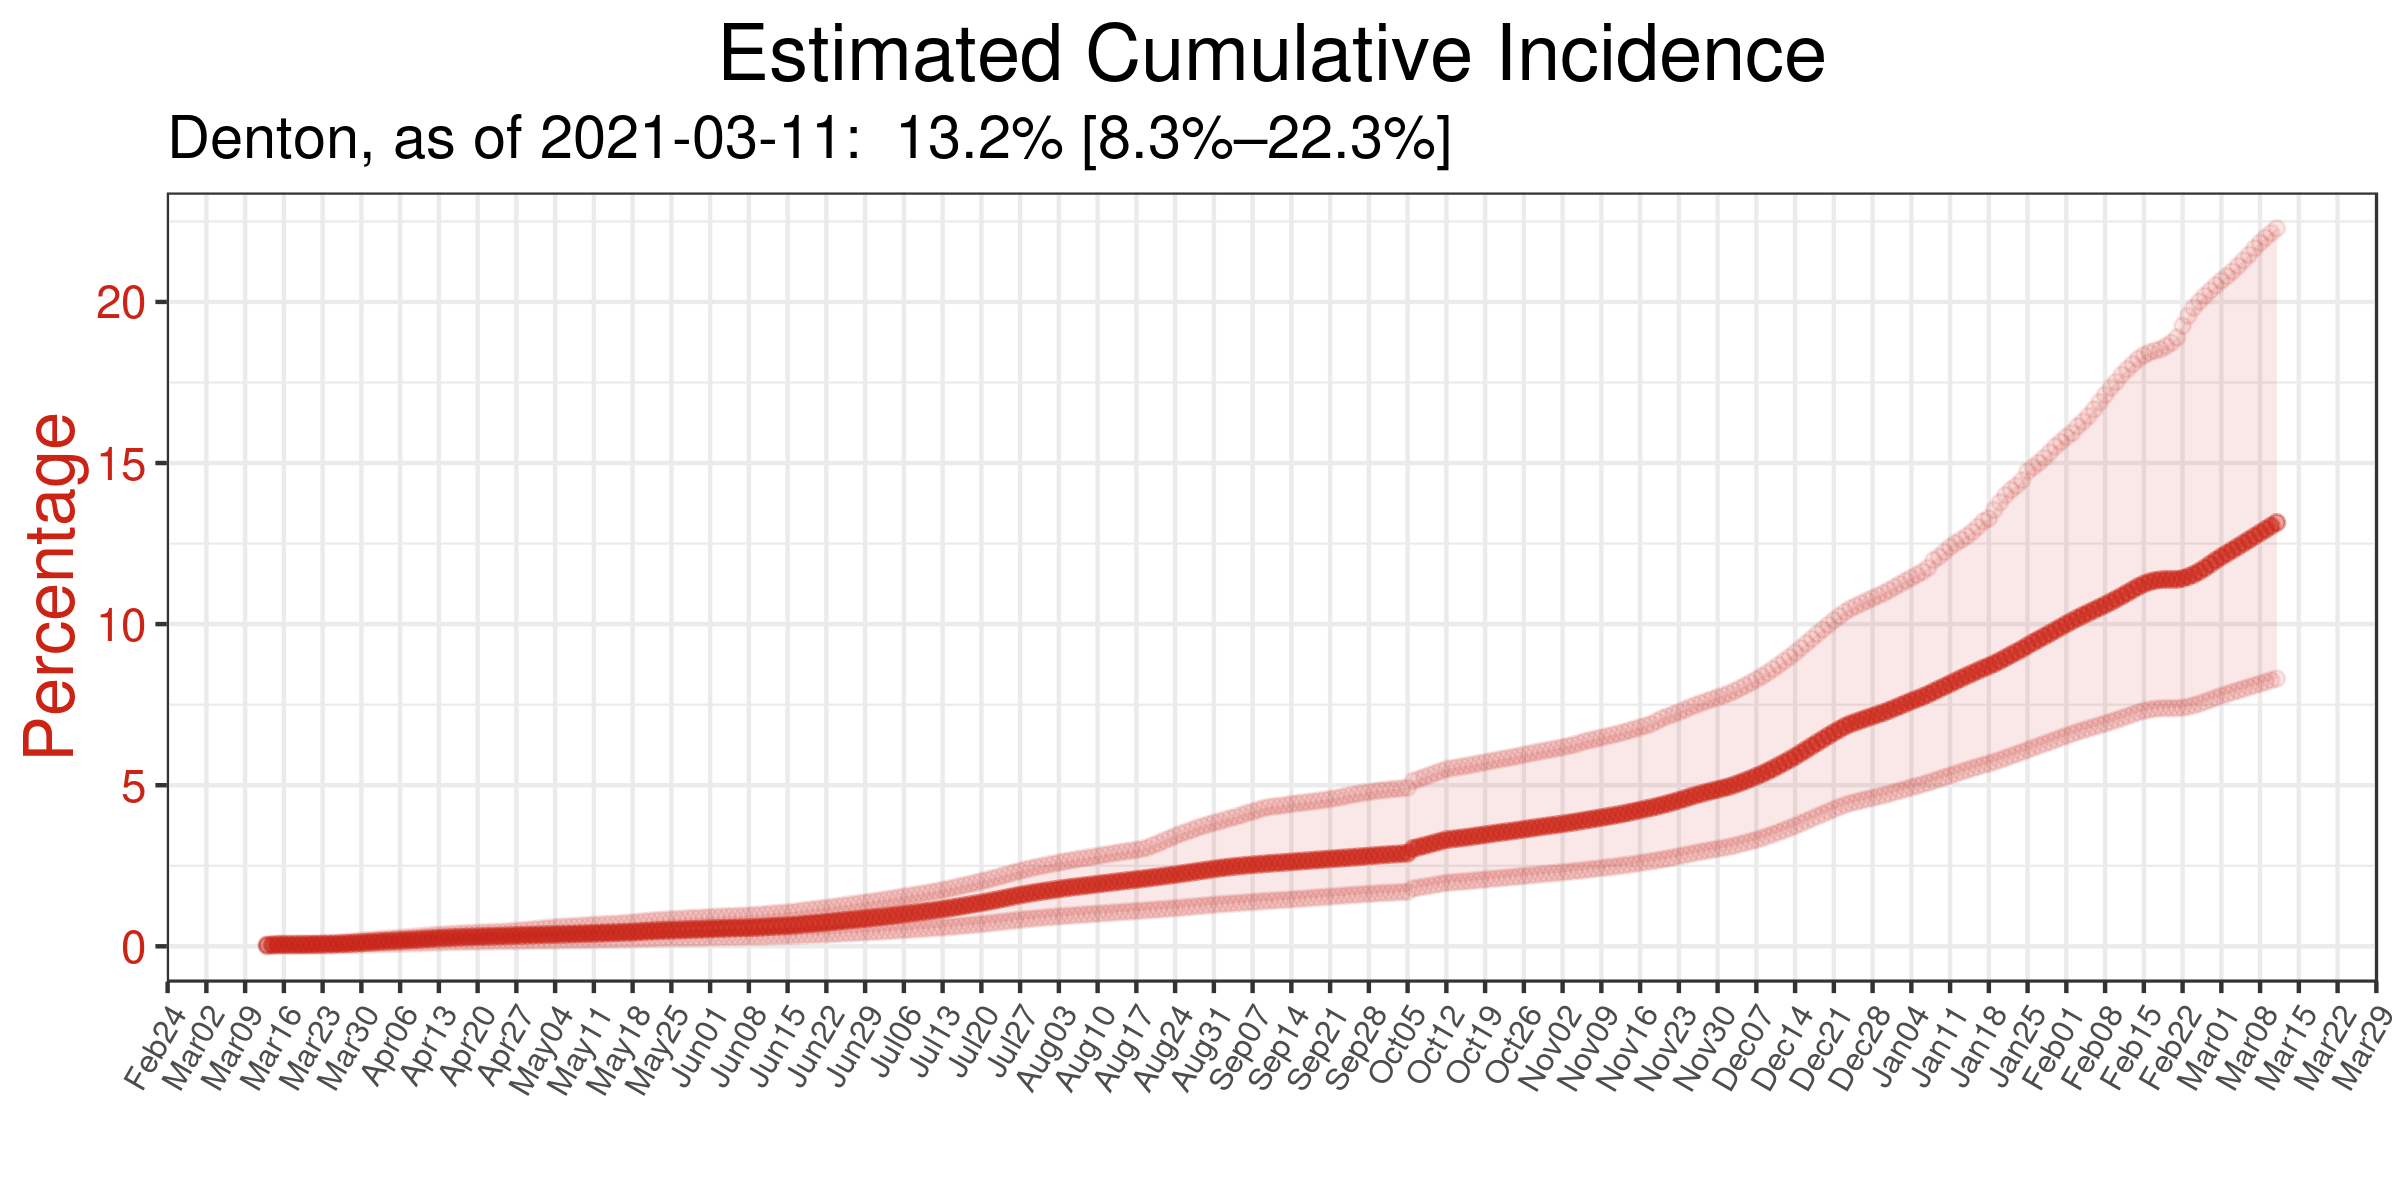 Estimated Cumulative Incidence
Denton, as of 2021-03-11:  13.2% [8.3%–22.3%]
Percentage
20
15
10
5
0
Feb24 Mar02 Mar09 Mar16 Mar23 Mar30 Apr06 Apr13 Apr20 Apr27 May04 May11 May18 May25 Jun01 Jun08 Jun15 Jun22 Jun29 Jul06 Jul13 Jul20 Jul27 Aug03 Aug10 Aug17 Aug24 Aug31 Sep07 Sep14 Sep21 Sep28 Oct05 Oct12 Oct19 Oct26 Nov02 Nov09 Nov16 Nov23 Nov30 Dec07 Dec14 Dec21 Dec28 Jan04 Jan11 Jan18 Jan25 Feb01 Feb08 Feb15 Feb22 Mar01 Mar08 Mar15 Mar22 Mar29